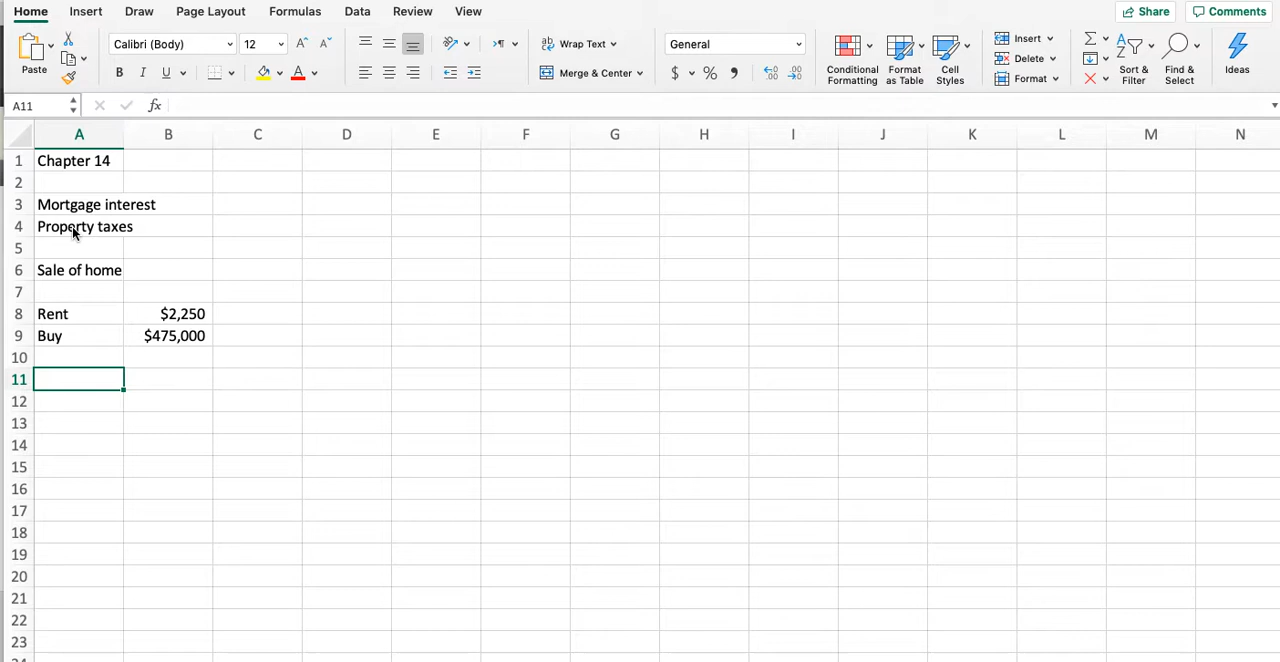 Home Insert Draw Page Layout Formulas Data Review View Share Comments
Calibri (Body) 12 A^ A˅ Wrap Text General Insert
Paste B I U A Merge & Center $ % , Conditional Formatting Format as Table Cell Styles Delete Sort & Filter Find & Select Ideas
Format
A11 fx
A B C D E F G H I J K L M N
1 Chapter 14
2
3 Mortgage interest
4 Property taxes
5
6 Sale of home
7
8 Rent $2,250
9 Buy $475,000
10
11
12
13
14
15
16
17
18
19
20
21
22
23
24